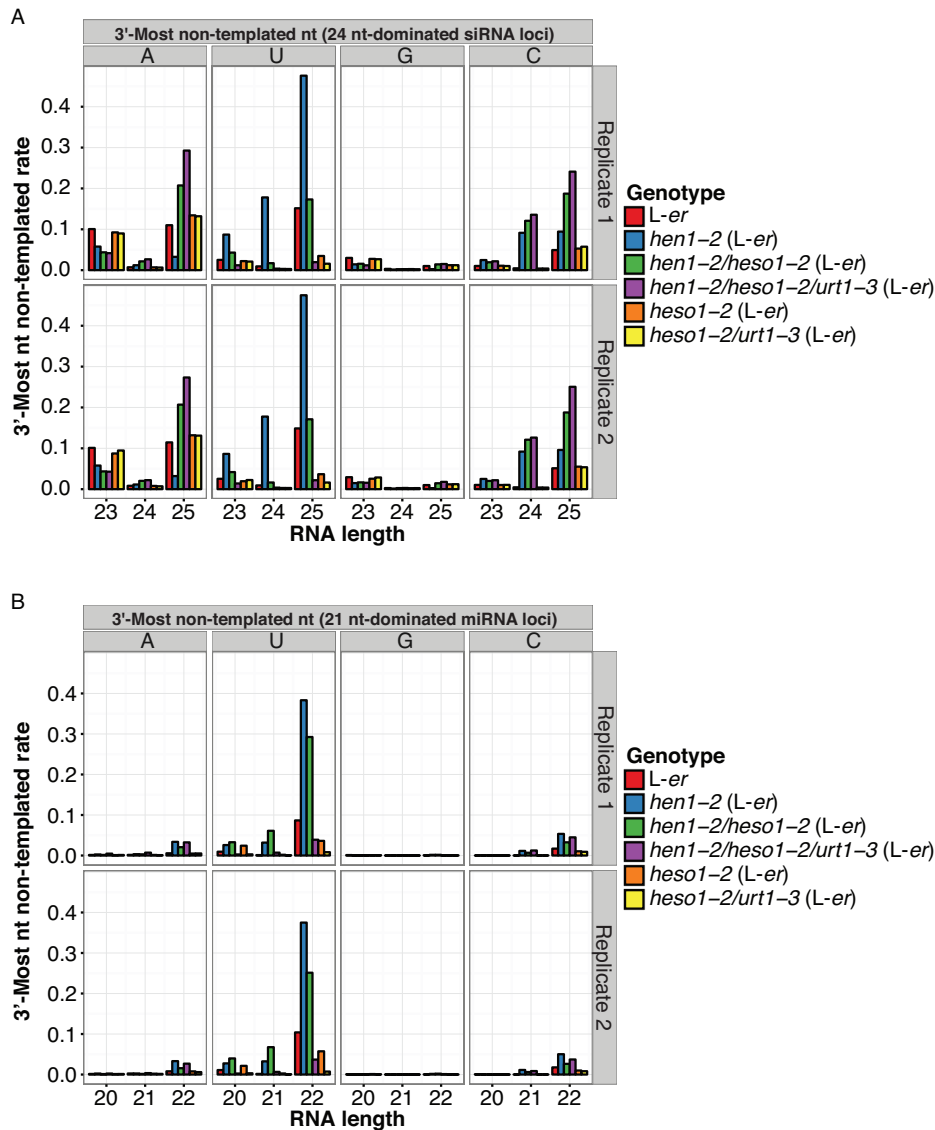 A
3'-Most non-templated nt (24 nt-dominated siRNA loci)
A U G C
0.4
0.3
0.2
0.1
0.0
Replicate 1
0.4
0.3
0.2
0.1
0.0
Replicate 2
3'-Most nt non-templated rate
23 24 25 23 24 25 23 24 25 23 24 25
RNA length
Genotype
L-er
hen1-2 (L-er)
hen1-2/heso1-2 (L-er)
hen1-2/heso1-2/urt1-3 (L-er)
heso1-2 (L-er)
heso1-2/urt1-3 (L-er)
B
3'-Most non-templated nt (21 nt-dominated miRNA loci)
A U G C
0.4
0.3
0.2
0.1
0.0
Replicate 1
0.4
0.3
0.2
0.1
0.0
Replicate 2
3'-Most nt non-templated rate
20 21 22 20 21 22 20 21 22 20 21 22
RNA length
Genotype
L-er
hen1-2 (L-er)
hen1-2/heso1-2 (L-er)
hen1-2/heso1-2/urt1-3 (L-er)
heso1-2 (L-er)
heso1-2/urt1-3 (L-er)